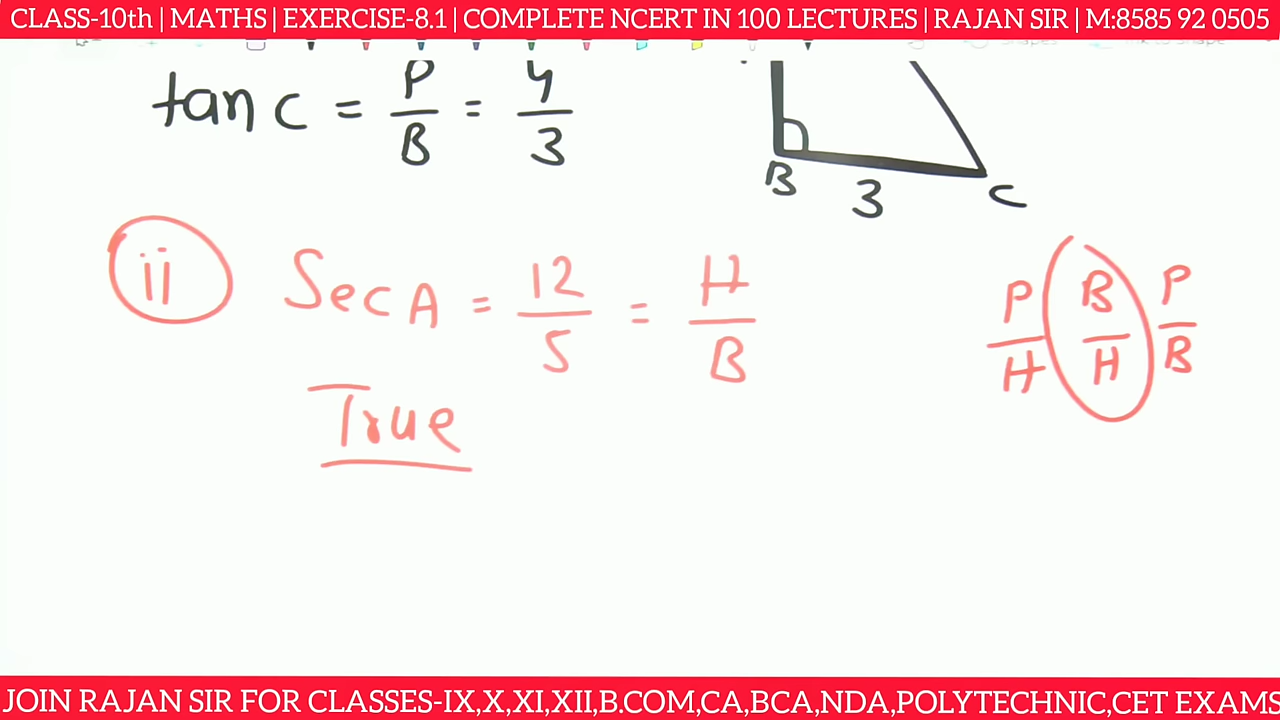 CLASS-10th | MATHS | EXERCISE-8.1 | COMPLETE NCERT IN 100 LECTURES | RAJAN SIR | M:8585 92 0505
tan C = P/B = 4/3
B 3 C
ii Sec A = 12/5 = H/B
P/H B/H P/B
True
JOIN RAJAN SIR FOR CLASSES-IX,X,XI,XII,B.COM,CA,BCA,NDA,POLYTECHNIC,CET EXAMS